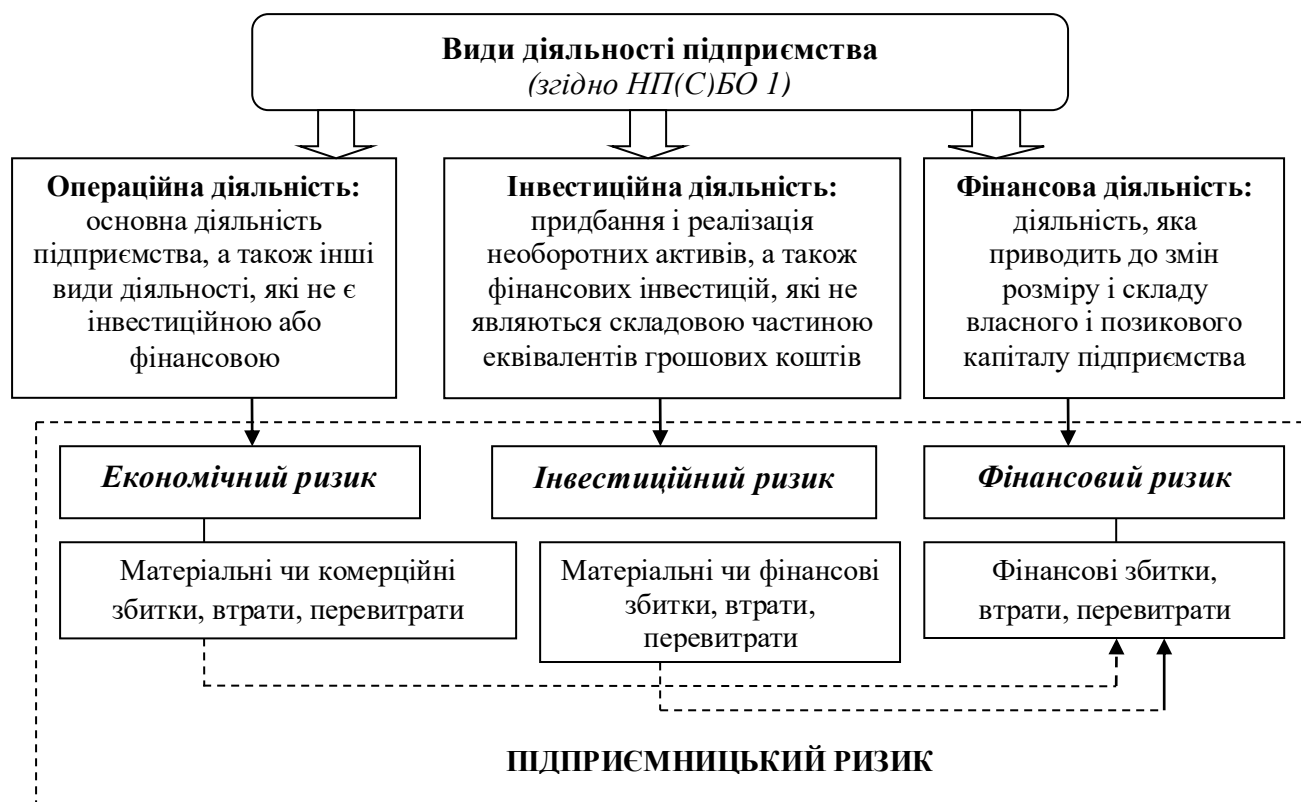 Види діяльності підприємства
(згідно НП(С)БО 1)
Операційна діяльність:
основна діяльність
підприємства, а також інші
види діяльності, які не є
інвестиційною або
фінансовою
Інвестиційна діяльність:
придбання і реалізація
необоротних активів, а також
фінансових інвестицій, які не
являються складовою частиною
еквівалентів грошових коштів
Фінансова діяльність:
діяльність, яка
приводить до змін
розміру і складу
власного і позикового
капіталу підприємства
Економічний ризик
Інвестиційний ризик
Фінансовий ризик
Матеріальні чи комерційні
збитки, втрати, перевитрати
Матеріальні чи фінансові
збитки, втрати,
перевитрати
Фінансові збитки,
втрати, перевитрати
ПІДПРИЄМНИЦЬКИЙ РИЗИК